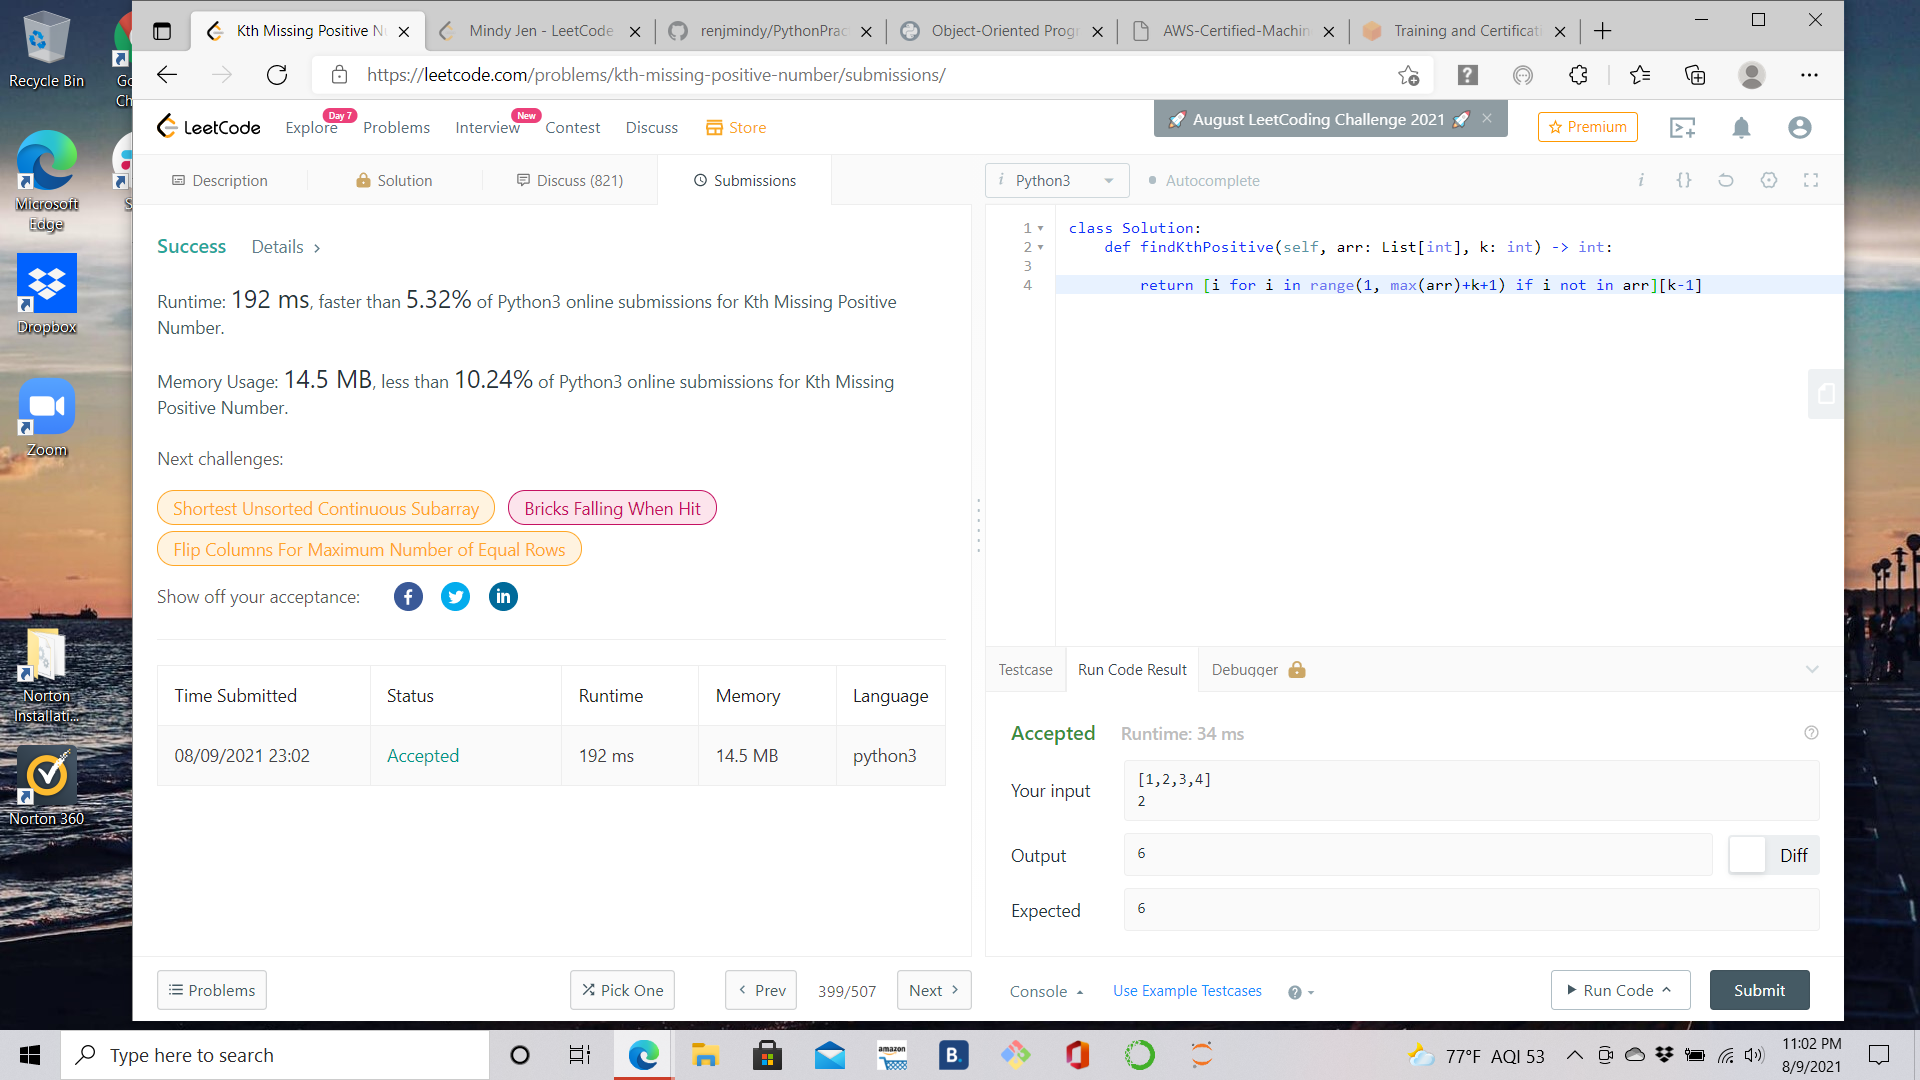 Recycle Bin
Go
Ch
Microsoft
Edge
S
Dropbox
Zoom
Norton
Installati...
Norton 360
Kth Missing Positive N
Mindy Jen - LeetCode
renjmindy/PythonPrac
Object-Oriented Progr
AWS-Certified-Machin
Training and Certificat
https://leetcode.com/problems/kth-missing-positive-number/submissions/
LeetCode
Explore
Day 7
Problems
Interview
New
Contest
Discuss
Store
🚀 August LeetCoding Challenge 2021 🚀
Premium
Description
Solution
Discuss (821)
Submissions
i Python3
Autocomplete
Success
Details
Runtime: 192 ms, faster than 5.32% of Python3 online submissions for Kth Missing Positive
Number.
Memory Usage: 14.5 MB, less than 10.24% of Python3 online submissions for Kth Missing
Positive Number.
Next challenges:
Shortest Unsorted Continuous Subarray
Bricks Falling When Hit
Flip Columns For Maximum Number of Equal Rows
Show off your acceptance:
Time Submitted Status Runtime Memory Language
08/09/2021 23:02 Accepted 192 ms 14.5 MB python3
1 class Solution:
2 def findKthPositive(self, arr: List[int], k: int) -> int:
3
4 return [i for i in range(1, max(arr)+k+1) if i not in arr][k-1]
Testcase
Run Code Result
Debugger
Accepted
Runtime: 34 ms
Your input
[1,2,3,4]
2
Output
6
Diff
Expected
6
Problems
Pick One
Prev
399/507
Next
Console
Use Example Testcases
Run Code
Submit
Type here to search
amazon
B.
77°F AQI 53
11:02 PM
8/9/2021